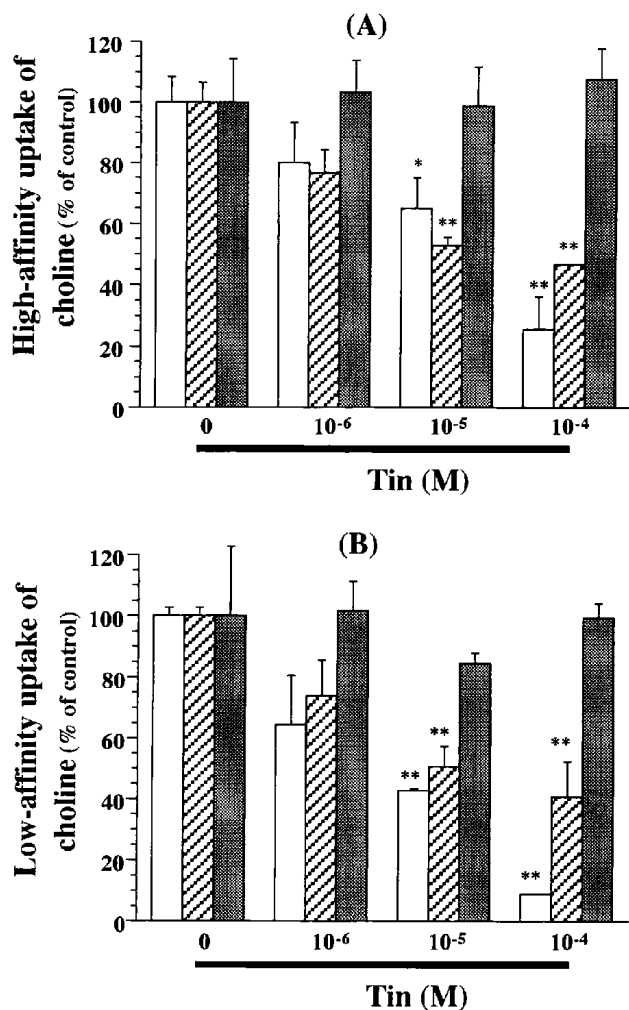 (A)
High-affinity uptake of
choline (% of control)
120
100
80
60
40
20
0
*
**
**
**
0 10-6 10-5 10-4
Tin (M)
(B)
Low-affinity uptake of
choline (% of control)
120
100
80
60
40
20
0
**
**
**
**
0 10-6 10-5 10-4
Tin (M)